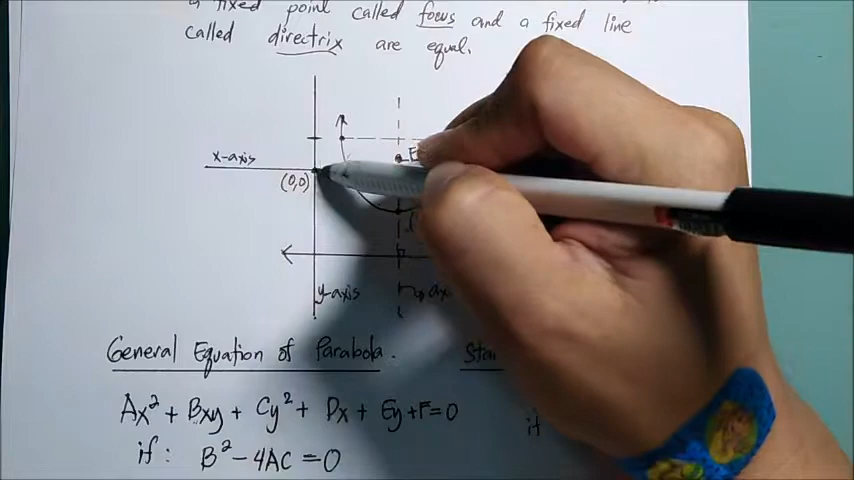 a fixed point called focus and a fixed line
called directrix are equal.
x-axis
(0,0)
y-axis
General Equation of Parabola.
Ax² + Bxy + Cy² + Dx + Ey + F = 0
if
if: B² - 4AC = 0